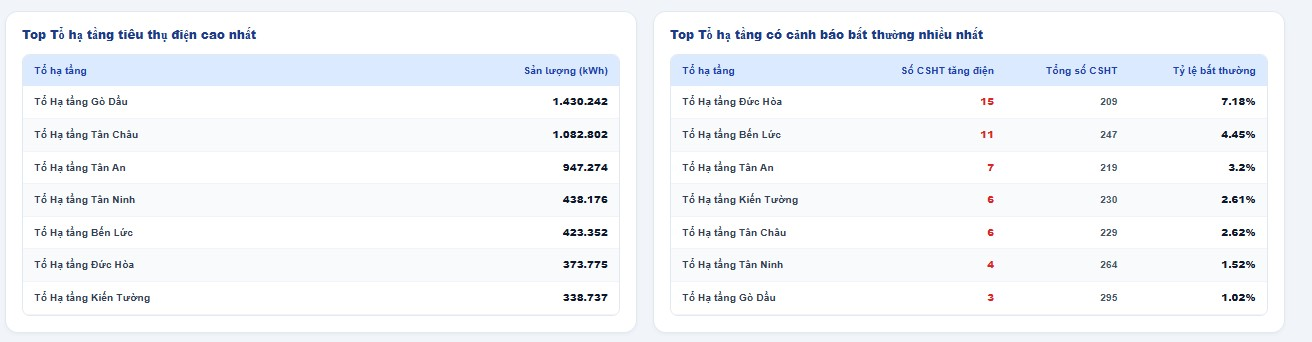 Top Tổ hạ tầng tiêu thụ điện cao nhất
Tổ hạ tầng Sản lượng (kWh)
Tổ Hạ tầng Gò Dầu 1.430.242
Tổ Hạ tầng Tân Châu 1.082.802
Tổ Hạ tầng Tân An 947.274
Tổ Hạ tầng Tân Ninh 438.176
Tổ Hạ tầng Bến Lức 423.352
Tổ Hạ tầng Đức Hòa 373.775
Tổ Hạ tầng Kiến Tường 338.737
Top Tổ hạ tầng có cảnh báo bất thường nhiều nhất
Tổ hạ tầng Số CSHT tăng điện Tổng số CSHT Tỷ lệ bất thường
Tổ Hạ tầng Đức Hòa 15 209 7.18%
Tổ Hạ tầng Bến Lức 11 247 4.45%
Tổ Hạ tầng Tân An 7 219 3.2%
Tổ Hạ tầng Kiến Tường 6 230 2.61%
Tổ Hạ tầng Tân Châu 6 229 2.62%
Tổ Hạ tầng Tân Ninh 4 264 1.52%
Tổ Hạ tầng Gò Dầu 3 295 1.02%